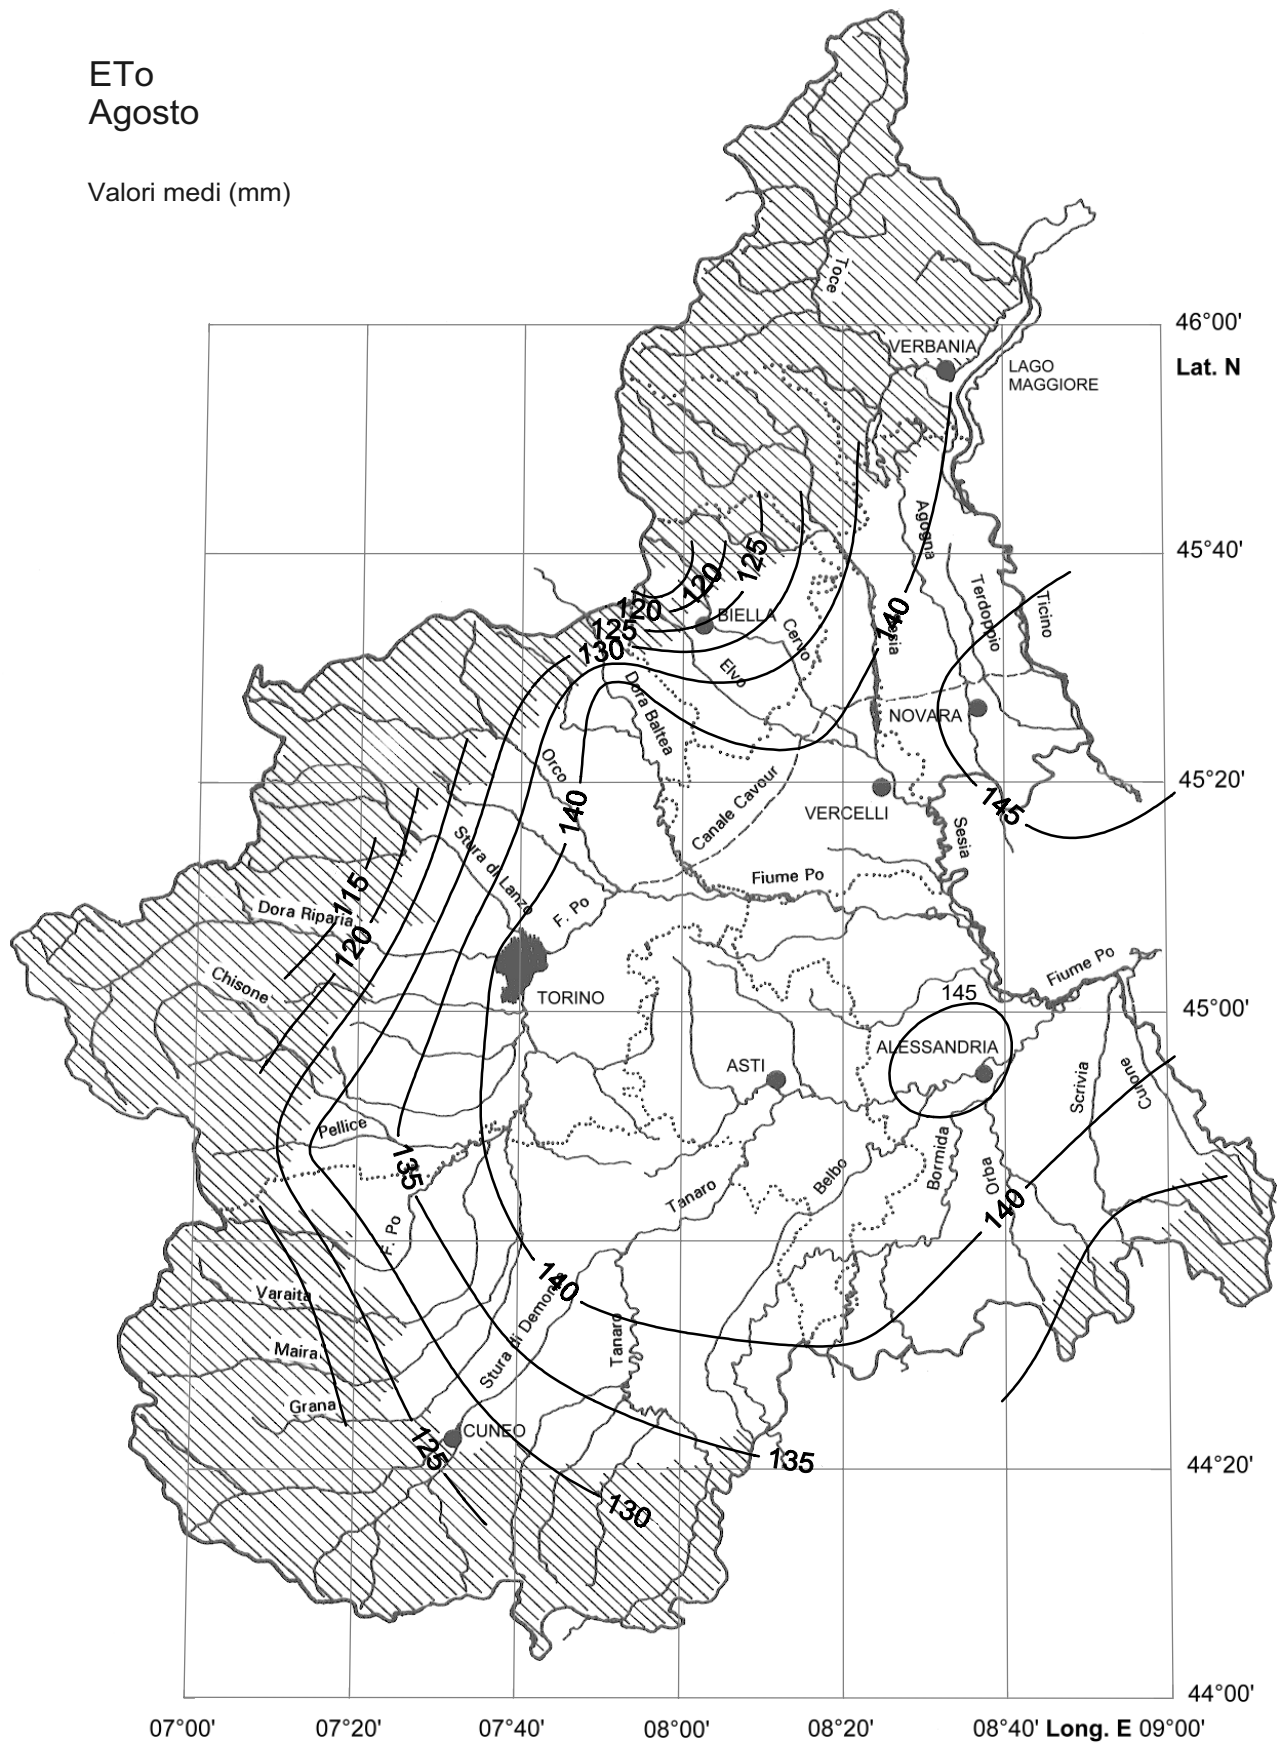 ETo
Agosto
Valori medi (mm)
Toce
46°00'
VERBANIA
Lat. N
LAGO
MAGGIORE
Agogna
45°40'
125
120
120
Terdoppio
Ticino
140
BIELLA
125
Cervo
Sesia
130
Elvo
Dora Baltea
NOVARA
Orco
45°20'
140
Canale Cavour
VERCELLI
145
Stura di Lanzo
Sesia
115
Fiume Po
Dora Riparia
F. Po
120
Fiume Po
Chisone
TORINO
145
45°00'
ALESSANDRIA
ASTI
Scrivia
Curone
Pellice
135
Belbo
Bormida
Orba
Tanaro
140
F. Po
140
Varaita
Stura di Demonte
Tanaro
Maira
Grana
CUNEO
125
135
44°20'
130
44°00'
07°00'
07°20'
07°40'
08°00'
08°20'
08°40'
Long. E
09°00'